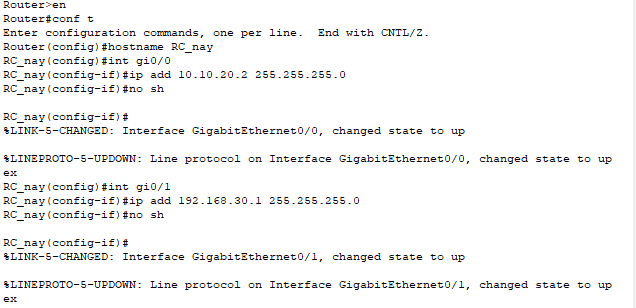 Router>en
Router#conf t
Enter configuration commands, one per line.  End with CNTL/Z.
Router(config)#hostname RC_nay
RC_nay(config)#int gi0/0
RC_nay(config-if)#ip add 10.10.20.2 255.255.255.0
RC_nay(config-if)#no sh
RC_nay(config-if)#
%LINK-5-CHANGED: Interface GigabitEthernet0/0, changed state to up
%LINEPROTO-5-UPDOWN: Line protocol on Interface GigabitEthernet0/0, changed state to up
ex
RC_nay(config)#int gi0/1
RC_nay(config-if)#ip add 192.168.30.1 255.255.255.0
RC_nay(config-if)#no sh
RC_nay(config-if)#
%LINK-5-CHANGED: Interface GigabitEthernet0/1, changed state to up
%LINEPROTO-5-UPDOWN: Line protocol on Interface GigabitEthernet0/1, changed state to up
ex